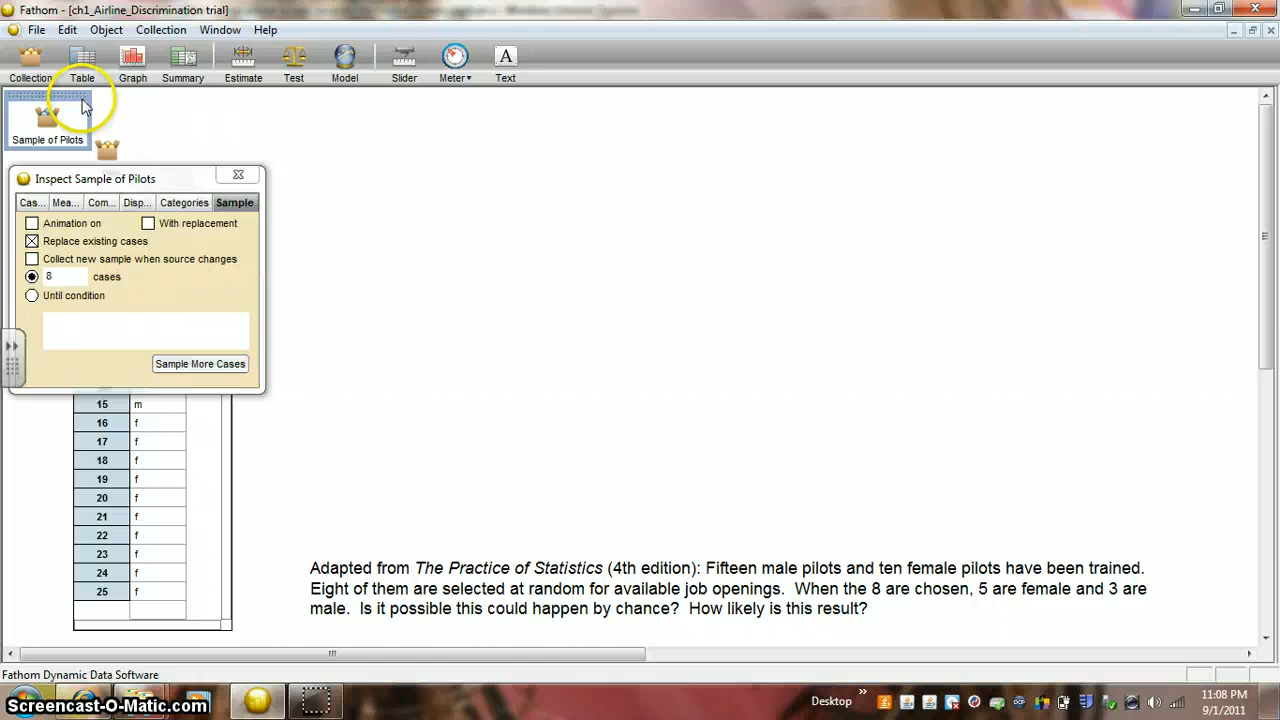 Fathom - [ch1_Airline_Discrimination trial]
File Edit Object Collection Window Help
Collection Table Graph Summary Estimate Test Model Slider Meter Text
A
Sample of Pilots
Inspect Sample of Pilots
Cas... Mea... Com... Disp... Categories Sample
Animation on With replacement
Replace existing cases
Collect new sample when source changes
8 cases
Until condition
Sample More Cases
15 m
16 f
17 f
18 f
19 f
20 f
21 f
22 f
23 f
24 f
25 f
Adapted from The Practice of Statistics (4th edition): Fifteen male pilots and ten female pilots have been trained.
Eight of them are selected at random for available job openings. When the 8 are chosen, 5 are female and 3 are
male. Is it possible this could happen by chance? How likely is this result?
Fathom Dynamic Data Software
Screencast-O-Matic.com
Desktop
11:08 PM
9/1/2011